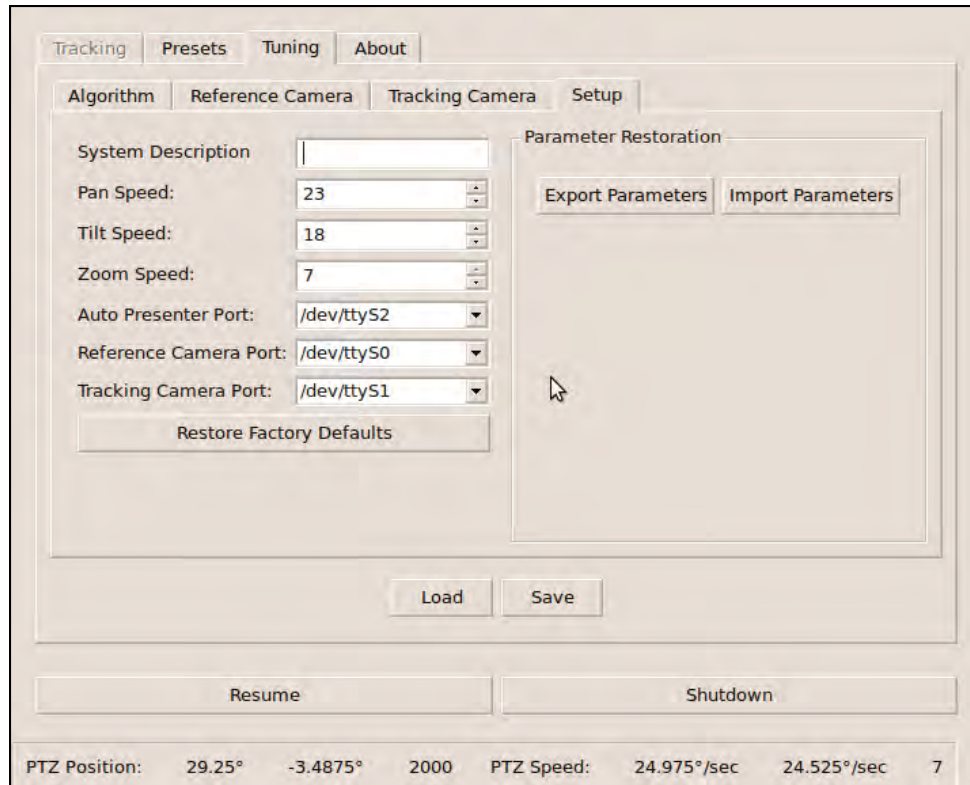 Tracking Presets Tuning About
Algorithm Reference Camera Tracking Camera Setup
System Description
Pan Speed: 23
Tilt Speed: 18
Zoom Speed: 7
Auto Presenter Port: /dev/ttyS2
Reference Camera Port: /dev/ttyS0
Tracking Camera Port: /dev/ttyS1
Restore Factory Defaults
Parameter Restoration
Export Parameters Import Parameters
Load Save
Resume Shutdown
PTZ Position: 29.25° -3.4875° 2000 PTZ Speed: 24.975°/sec 24.525°/sec 7